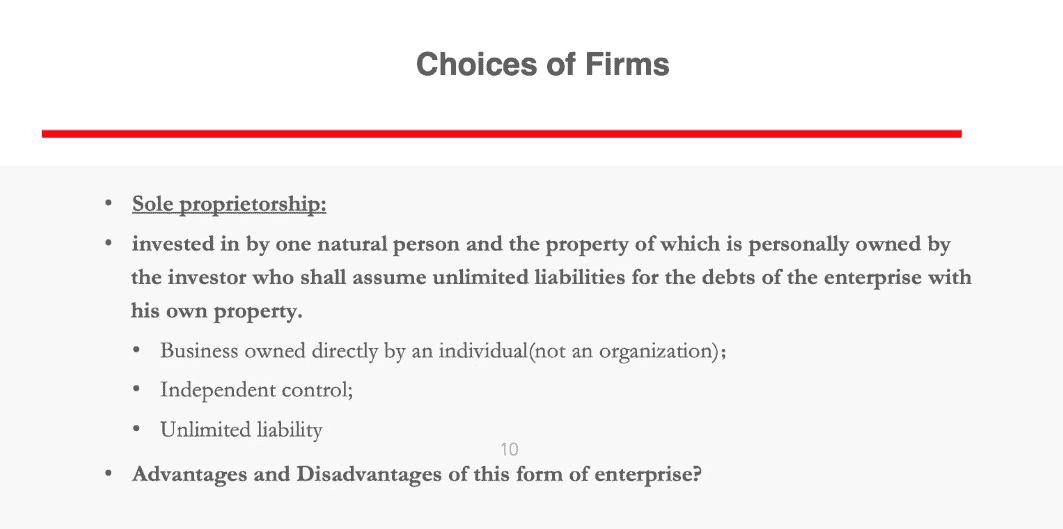 Choices of Firms
• Sole proprietorship:
• invested in by one natural person and the property of which is personally owned by
the investor who shall assume unlimited liabilities for the debts of the enterprise with
his own property.
• Business owned directly by an individual(not an organization);
• Independent control;
• Unlimited liability
10
• Advantages and Disadvantages of this form of enterprise?